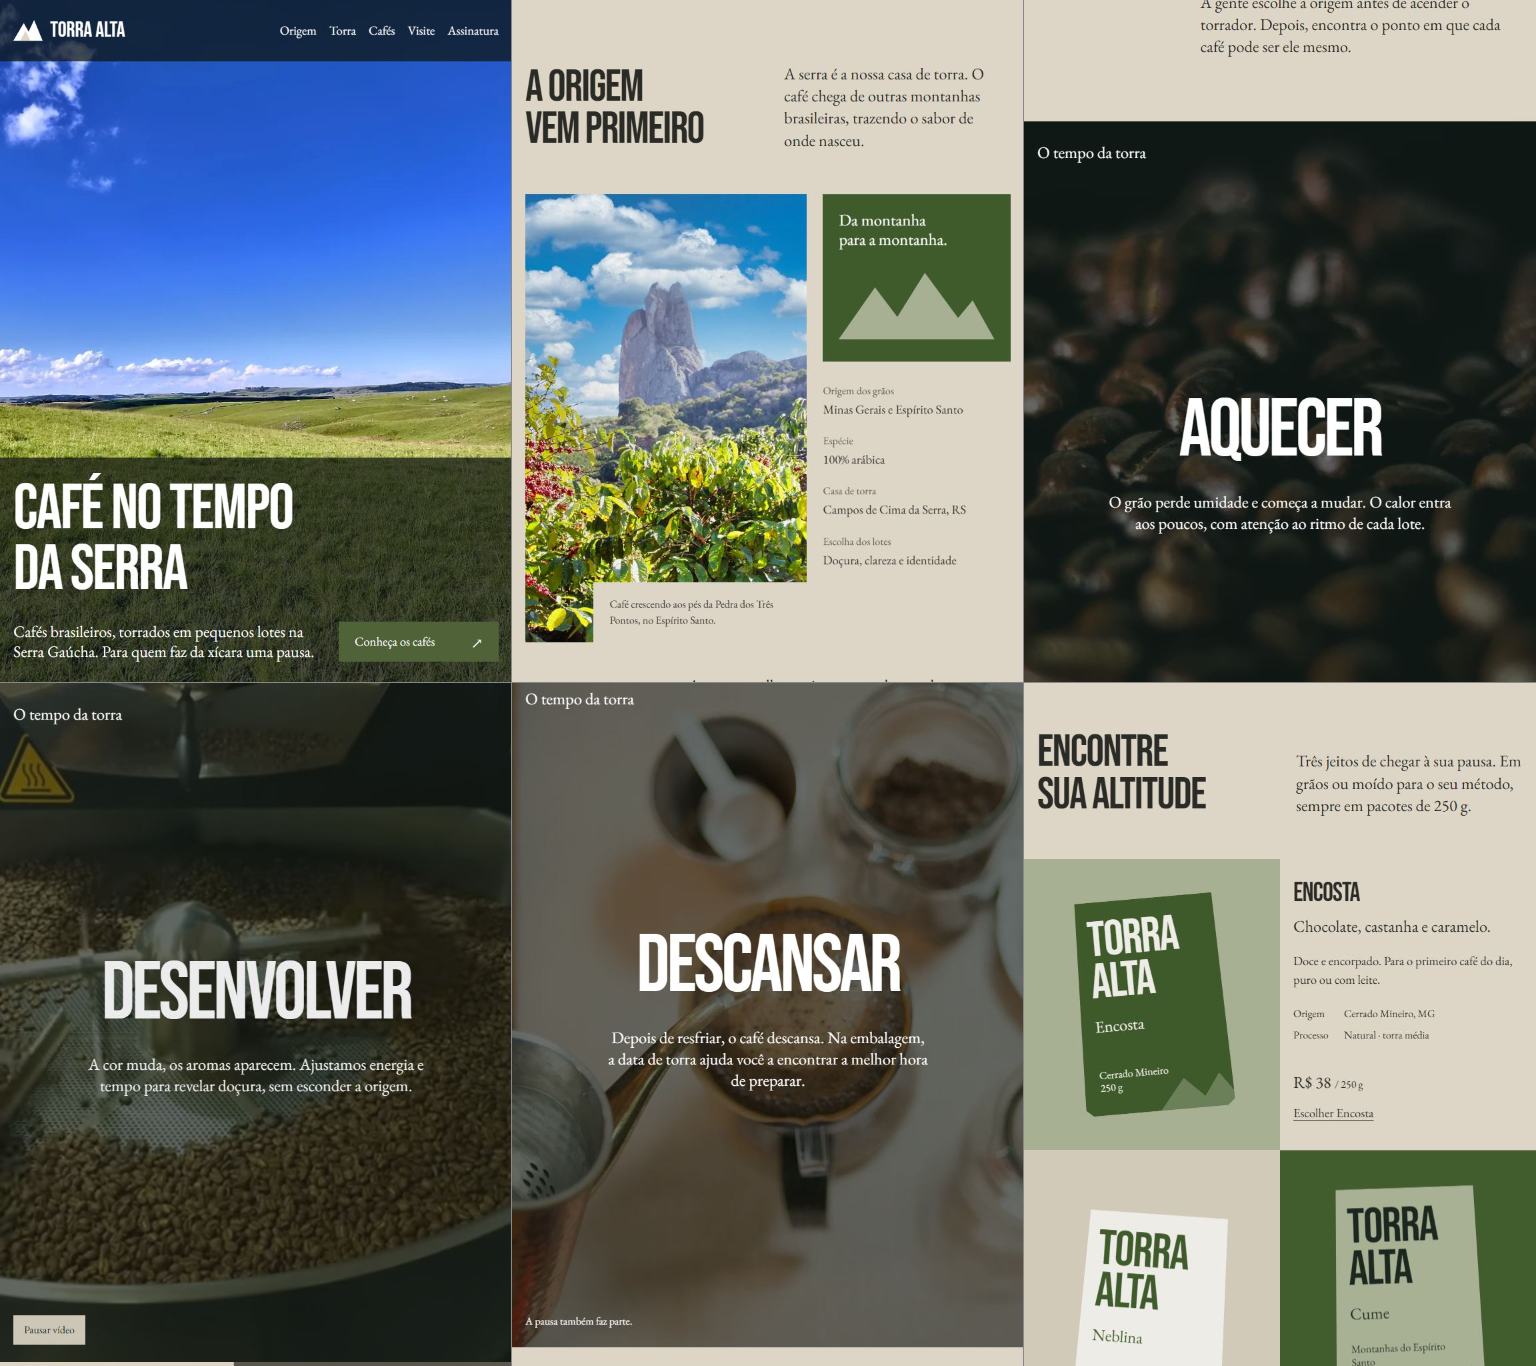 TORRA ALTA
Origem Torra Cafés Visite Assinatura
CAFÉ NO TEMPO
DA SERRA
Cafés brasileiros, torrados em pequenos lotes na
Serra Gaúcha. Para quem faz da xícara uma pausa.
Conheça os cafés ↗
A ORIGEM
VEM PRIMEIRO
A serra é a nossa casa de torra. O
café chega de outras montanhas
brasileiras, trazendo o sabor de
onde nasceu.
Da montanha
para a montanha.
Origem dos grãos
Minas Gerais e Espírito Santo
Espécie
100% arábica
Casa de torra
Campos de Cima da Serra, RS
Escolha dos lotes
Doçura, clareza e identidade
Café crescendo aos pés da Pedra dos Três
Pontos, no Espírito Santo.
A gente escolhe a origem antes de acender o
torrador. Depois, encontra o ponto em que cada
café pode ser ele mesmo.
O tempo da torra
AQUECER
O grão perde umidade e começa a mudar. O calor entra
aos poucos, com atenção ao ritmo de cada lote.
O tempo da torra
DESENVOLVER
A cor muda, os aromas aparecem. Ajustamos energia e
tempo para revelar doçura, sem esconder a origem.
Pausar vídeo
O tempo da torra
DESCANSAR
Depois de resfriar, o café descansa. Na embalagem,
a data de torra ajuda você a encontrar a melhor hora
de preparar.
A pausa também faz parte.
ENCONTRE
SUA ALTITUDE
Três jeitos de chegar à sua pausa. Em
grãos ou moído para o seu método,
sempre em pacotes de 250 g.
TORRA
ALTA
Encosta
Cerrado Mineiro
250 g
ENCOSTA
Chocolate, castanha e caramelo.
Doce e encorpado. Para o primeiro café do dia,
puro ou com leite.
Origem Cerrado Mineiro, MG
Processo Natural · torra média
R$ 38 / 250 g
Escolher Encosta
TORRA
ALTA
Neblina
TORRA
ALTA
Cume
Montanhas do Espírito
Santo